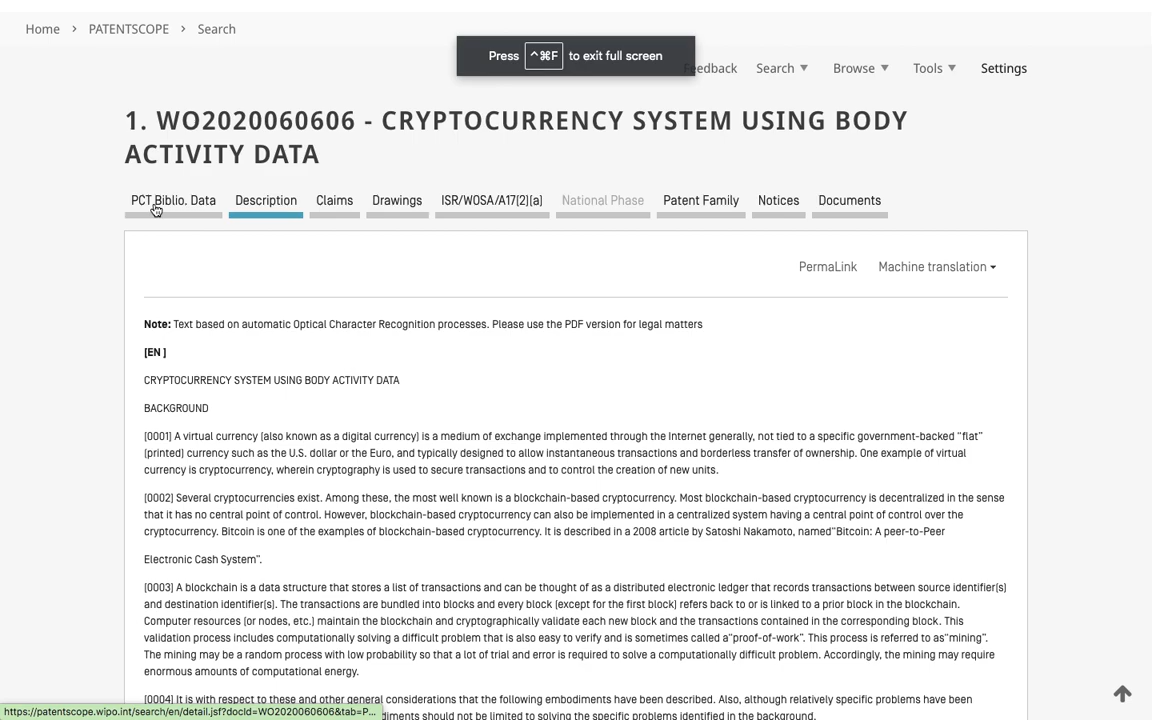 Home > PATENTSCOPE > Search
Press ^⌘F to exit full screen
Feedback Search ▼ Browse ▼ Tools ▼ Settings
1. WO2020060606 - CRYPTOCURRENCY SYSTEM USING BODY
ACTIVITY DATA
PCT Biblio. Data Description Claims Drawings ISR/WOSA/A17(2)(a) National Phase Patent Family Notices Documents
PermaLink Machine translation
Note: Text based on automatic Optical Character Recognition processes. Please use the PDF version for legal matters
[EN ]
CRYPTOCURRENCY SYSTEM USING BODY ACTIVITY DATA
BACKGROUND
[0001] A virtual currency (also known as a digital currency) is a medium of exchange implemented through the Internet generally, not tied to a specific government-backed "flat"
(printed) currency such as the U.S. dollar or the Euro, and typically designed to allow instantaneous transactions and borderless transfer of ownership. One example of virtual
currency is cryptocurrency, wherein cryptography is used to secure transactions and to control the creation of new units.
[0002] Several cryptocurrencies exist. Among these, the most well known is a blockchain-based cryptocurrency. Most blockchain-based cryptocurrency is decentralized in the sense
that it has no central point of control. However, blockchain-based cryptocurrency can also be implemented in a centralized system having a central point of control over the
cryptocurrency. Bitcoin is one of the examples of blockchain-based cryptocurrency. It is described in a 2008 article by Satoshi Nakamoto, named"Bitcoin: A peer-to-Peer
Electronic Cash System".
[0003] A blockchain is a data structure that stores a list of transactions and can be thought of as a distributed electronic ledger that records transactions between source identifier(s)
and destination identifier(s). The transactions are bundled into blocks and every block (except for the first block) refers back to or is linked to a prior block in the blockchain.
Computer resources (or nodes, etc.) maintain the blockchain and cryptographically validate each new block and the transactions contained in the corresponding block. This
validation process includes computationally solving a difficult problem that is also easy to verify and is sometimes called a"proof-of-work". This process is referred to as"mining".
The mining may be a random process with low probability so that a lot of trial and error is required to solve a computationally difficult problem. Accordingly, the mining may require
enormous amounts of computational energy.
[0004] It is with respect to these and other general considerations that the following embodiments have been described. Also, although relatively specific problems have been
diments should not be limited to solving the specific problems identified in the background.
https://patentscope.wipo.int/search/en/detail.jsf?docId=WO2020060606&tab=P...